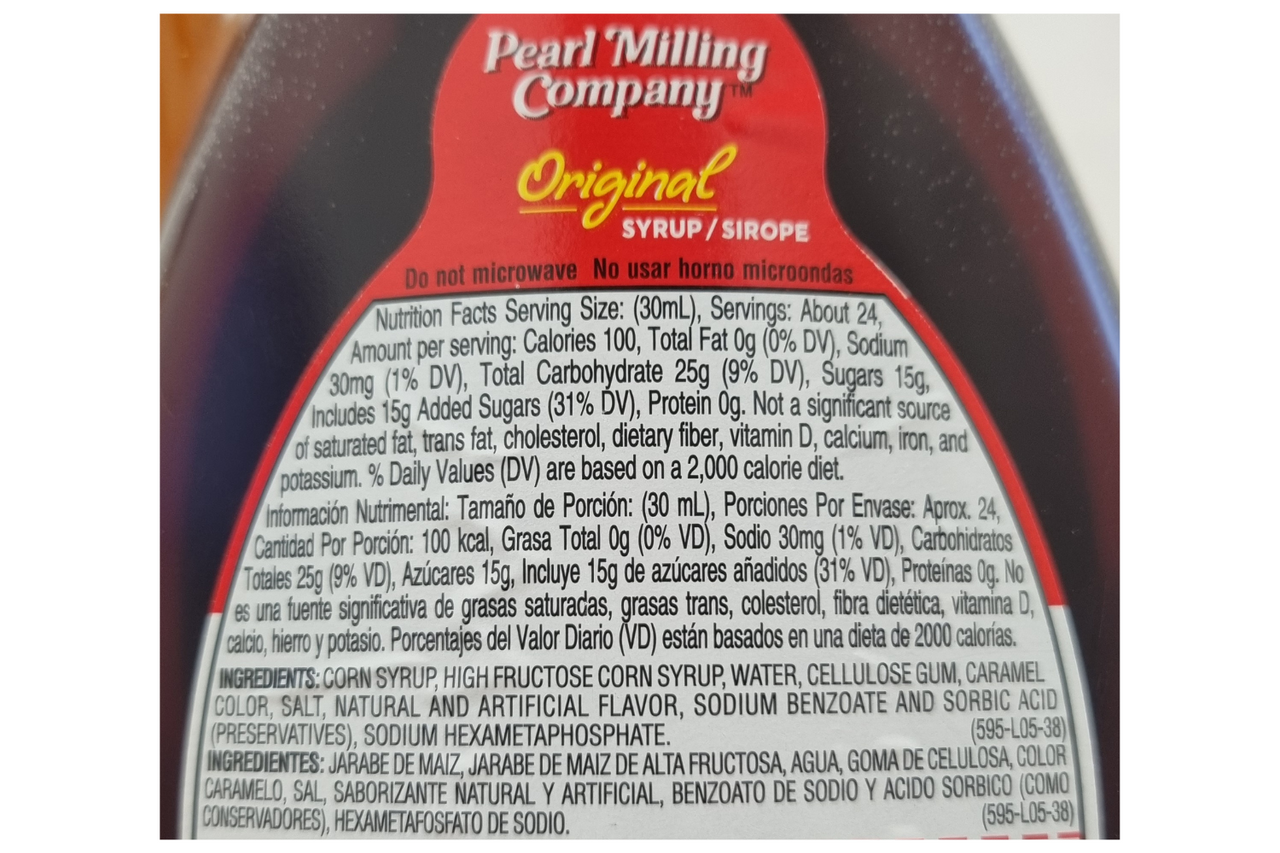 Pearl Milling
Company™
Original
SYRUP / SIROPE
Do not microwave No usar horno microondas
Nutrition Facts Serving Size: (30mL), Servings: About 24,
Amount per serving: Calories 100, Total Fat 0g (0% DV), Sodium
30mg (1% DV), Total Carbohydrate 25g (9% DV), Sugars 15g,
Includes 15g Added Sugars (31% DV), Protein 0g. Not a significant source
of saturated fat, trans fat, cholesterol, dietary fiber, vitamin D, calcium, iron, and
potassium. % Daily Values (DV) are based on a 2,000 calorie diet.
Información Nutrimental: Tamaño de Porción: (30 mL), Porciones Por Envase: Aprox. 24,
Cantidad Por Porción: 100 kcal, Grasa Total 0g (0% VD), Sodio 30mg (1% VD), Carbohidratos
Totales 25g (9% VD), Azúcares 15g, Incluye 15g de azúcares añadidos (31% VD), Proteínas 0g. No
es una fuente significativa de grasas saturadas, grasas trans, colesterol, fibra dietética, vitamina D,
calcio, hierro y potasio. Porcentajes del Valor Diario (VD) están basados en una dieta de 2000 calorías.
INGREDIENTS: CORN SYRUP, HIGH FRUCTOSE CORN SYRUP, WATER, CELLULOSE GUM, CARAMEL
COLOR, SALT, NATURAL AND ARTIFICIAL FLAVOR, SODIUM BENZOATE AND SORBIC ACID
(PRESERVATIVES), SODIUM HEXAMETAPHOSPHATE. (595-L05-38)
INGREDIENTES: JARABE DE MAIZ, JARABE DE MAIZ DE ALTA FRUCTOSA, AGUA, GOMA DE CELULOSA, COLOR
CARAMELO, SAL, SABORIZANTE NATURAL Y ARTIFICIAL, BENZOATO DE SODIO Y ACIDO SORBICO (COMO
CONSERVADORES), HEXAMETAFOSFATO DE SODIO. (595-L05-38)